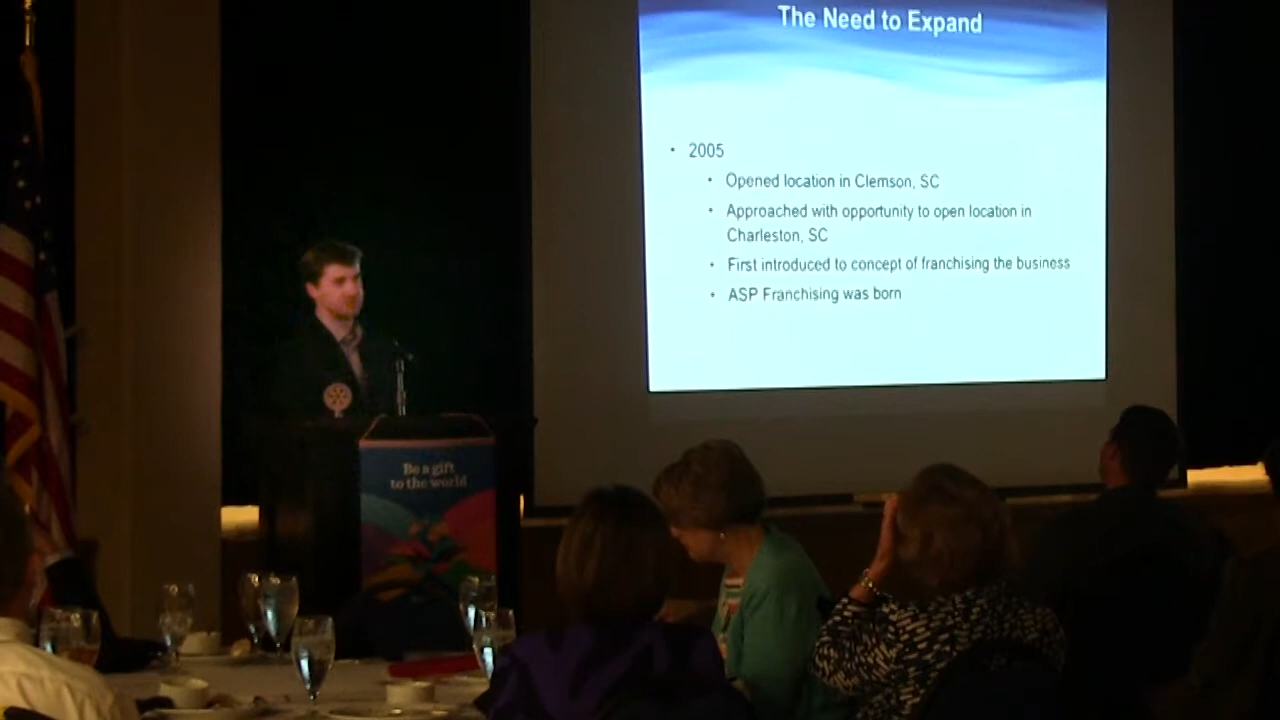 The Need to Expand
• 2005
• Opened location in Clemson, SC
• Approached with opportunity to open location in
Charleston, SC
• First introduced to concept of franchising the business
• ASP Franchising was born
Be a gift
to the world